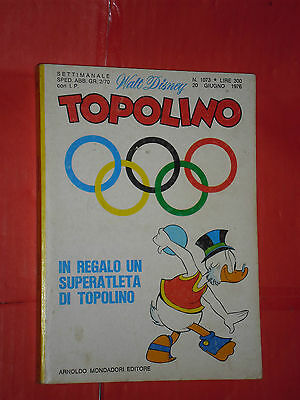 SETTIMANALE
SPED. ABB. GR. 2/70
con I.P.
Walt Disney
N. 1073 • LIRE 300
20 GIUGNO 1976
TOPOLINO
IN REGALO UN
SUPERATLETA
DI TOPOLINO
ARNOLDO MONDADORI EDITORE